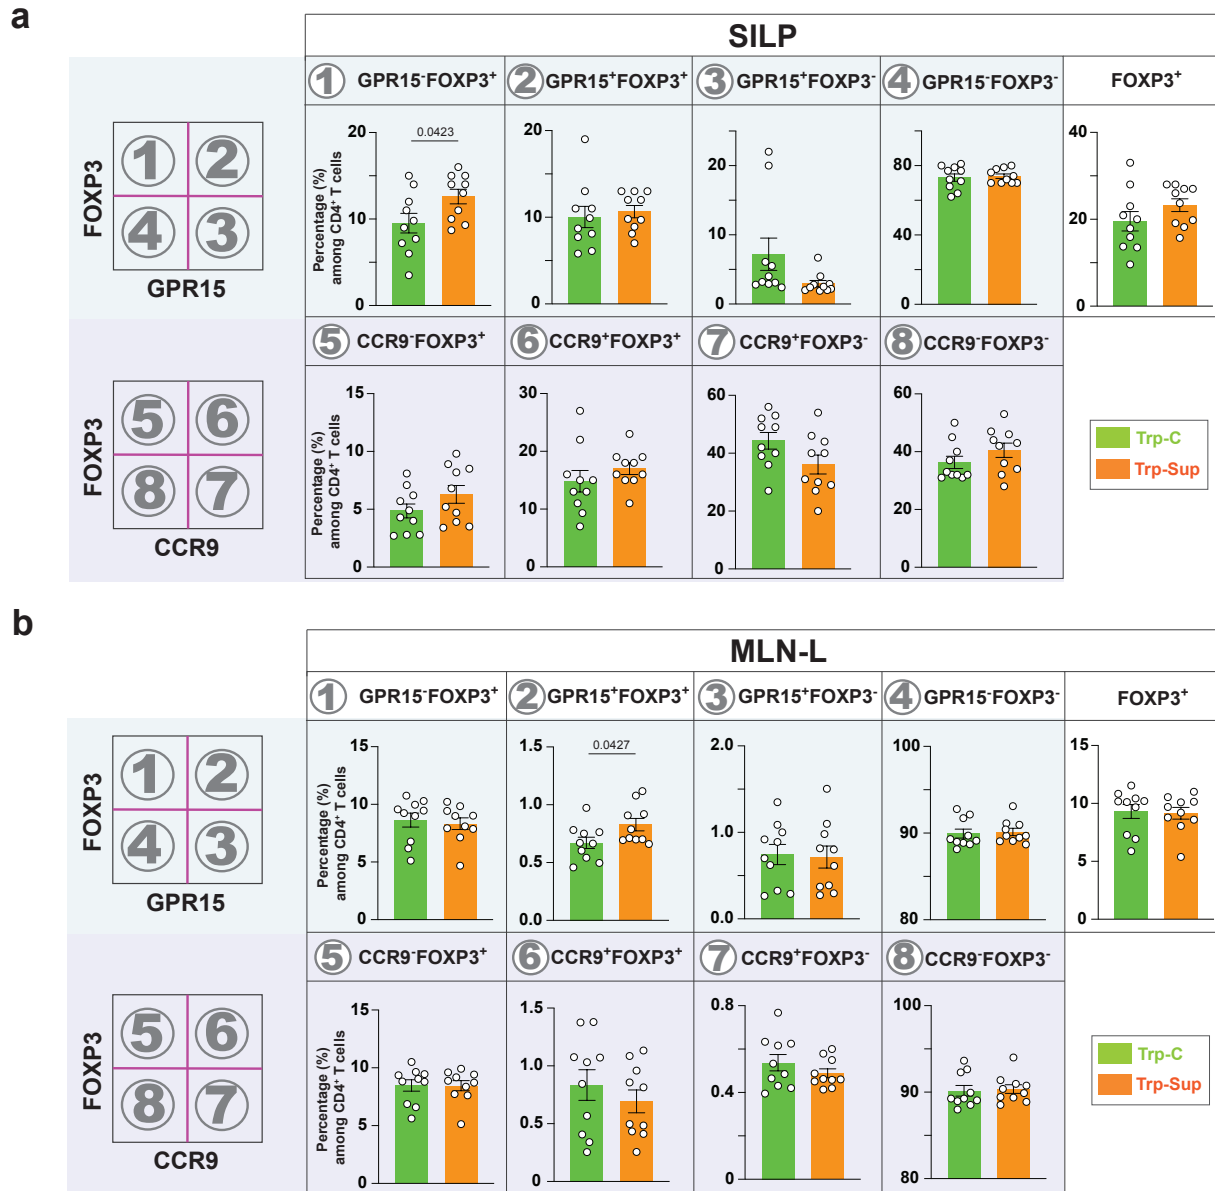 a
SILP
1 GPR15⁻FOXP3⁺
2 GPR15⁺FOXP3⁺
3 GPR15⁺FOXP3⁻
4 GPR15⁻FOXP3⁻
FOXP3⁺
FOXP3
1 2
4 3
GPR15
Percentage (%)
among CD4⁺ T cells
20
10
0
0.0423
20
10
0
20
10
0
80
40
0
40
20
0
5 CCR9⁻FOXP3⁺
6 CCR9⁺FOXP3⁺
7 CCR9⁺FOXP3⁻
8 CCR9⁻FOXP3⁻
FOXP3
5 6
8 7
CCR9
Percentage (%)
among CD4⁺ T cells
15
10
5
0
30
20
10
0
60
40
20
0
60
40
20
0
Trp-C
Trp-Sup
b
MLN-L
1 GPR15⁻FOXP3⁺
2 GPR15⁺FOXP3⁺
3 GPR15⁺FOXP3⁻
4 GPR15⁻FOXP3⁻
FOXP3⁺
FOXP3
1 2
4 3
GPR15
Percentage (%)
among CD4⁺ T cells
15
10
5
0
1.5
1.0
0.5
0.0
0.0427
2.0
1.0
0.0
100
90
80
15
10
5
0
5 CCR9⁻FOXP3⁺
6 CCR9⁺FOXP3⁺
7 CCR9⁺FOXP3⁻
8 CCR9⁻FOXP3⁻
FOXP3
5 6
8 7
CCR9
Percentage (%)
among CD4⁺ T cells
15
10
5
0
1.5
1.0
0.5
0
0.8
0.4
0
100
90
80
Trp-C
Trp-Sup